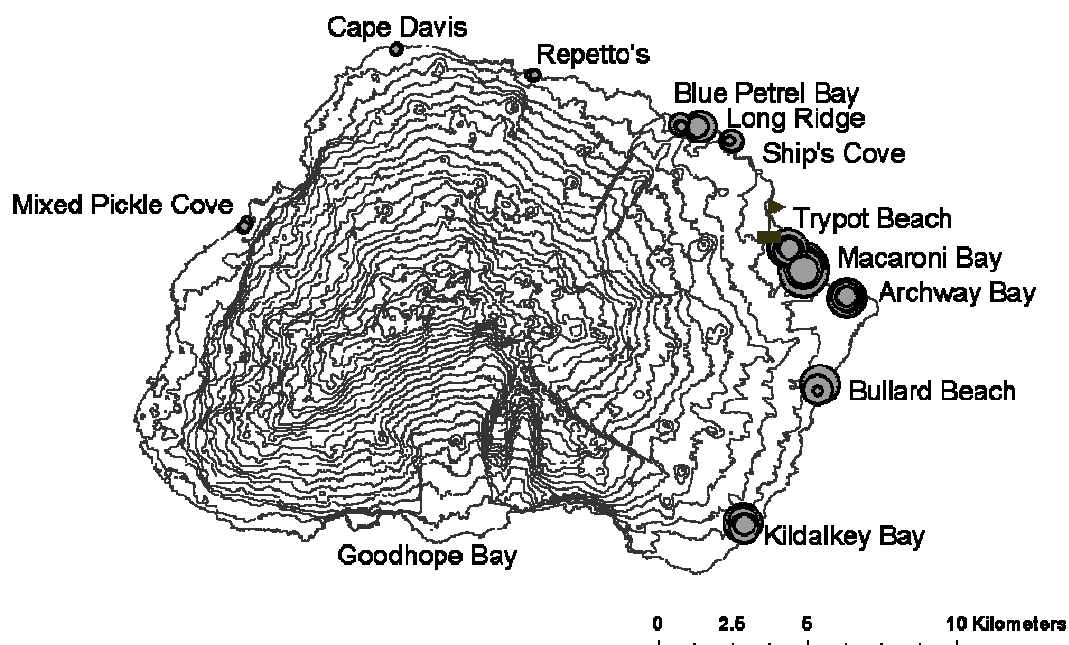 Cape Davis
Repetto's
Blue Petrel Bay
Long Ridge
Ship's Cove
Mixed Pickle Cove
Trypot Beach
Macaroni Bay
Archway Bay
Bullard Beach
Kildalkey Bay
Goodhope Bay
0 2.5 5 10 Kilometers